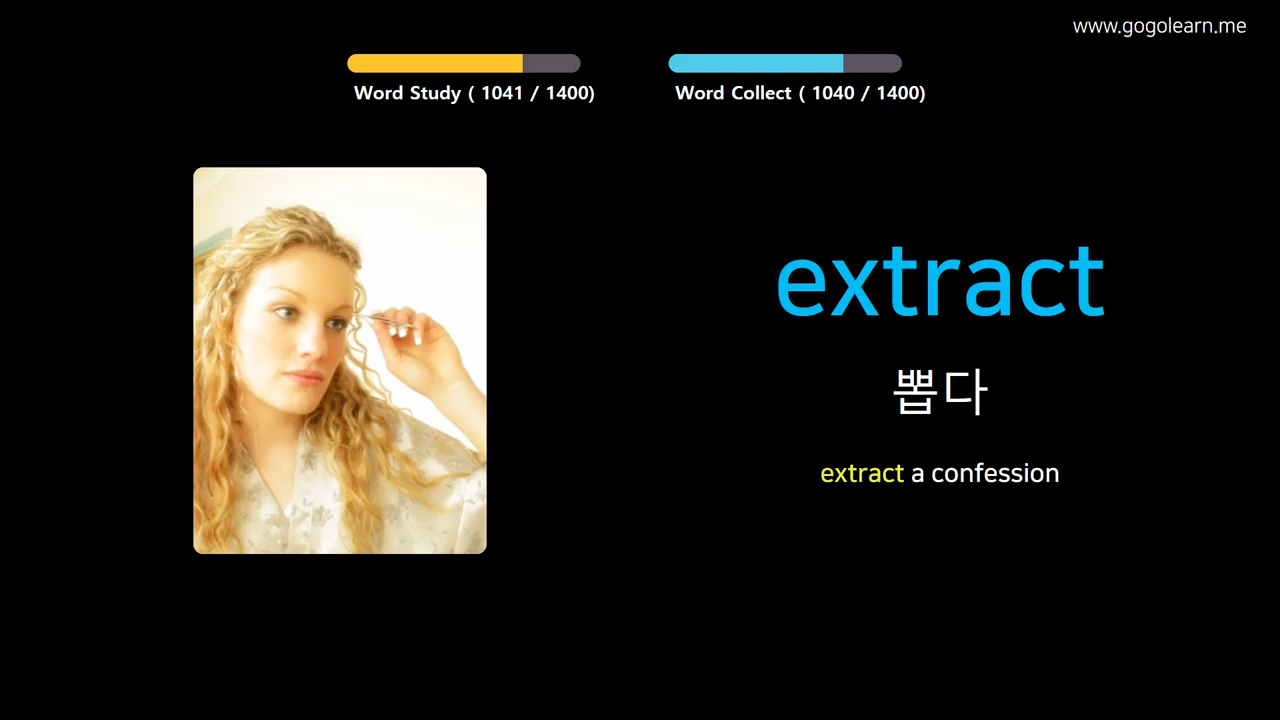 www.gogolearn.me
Word Study ( 1041 / 1400)
Word Collect ( 1040 / 1400)
extract
뽑다
extract a confession